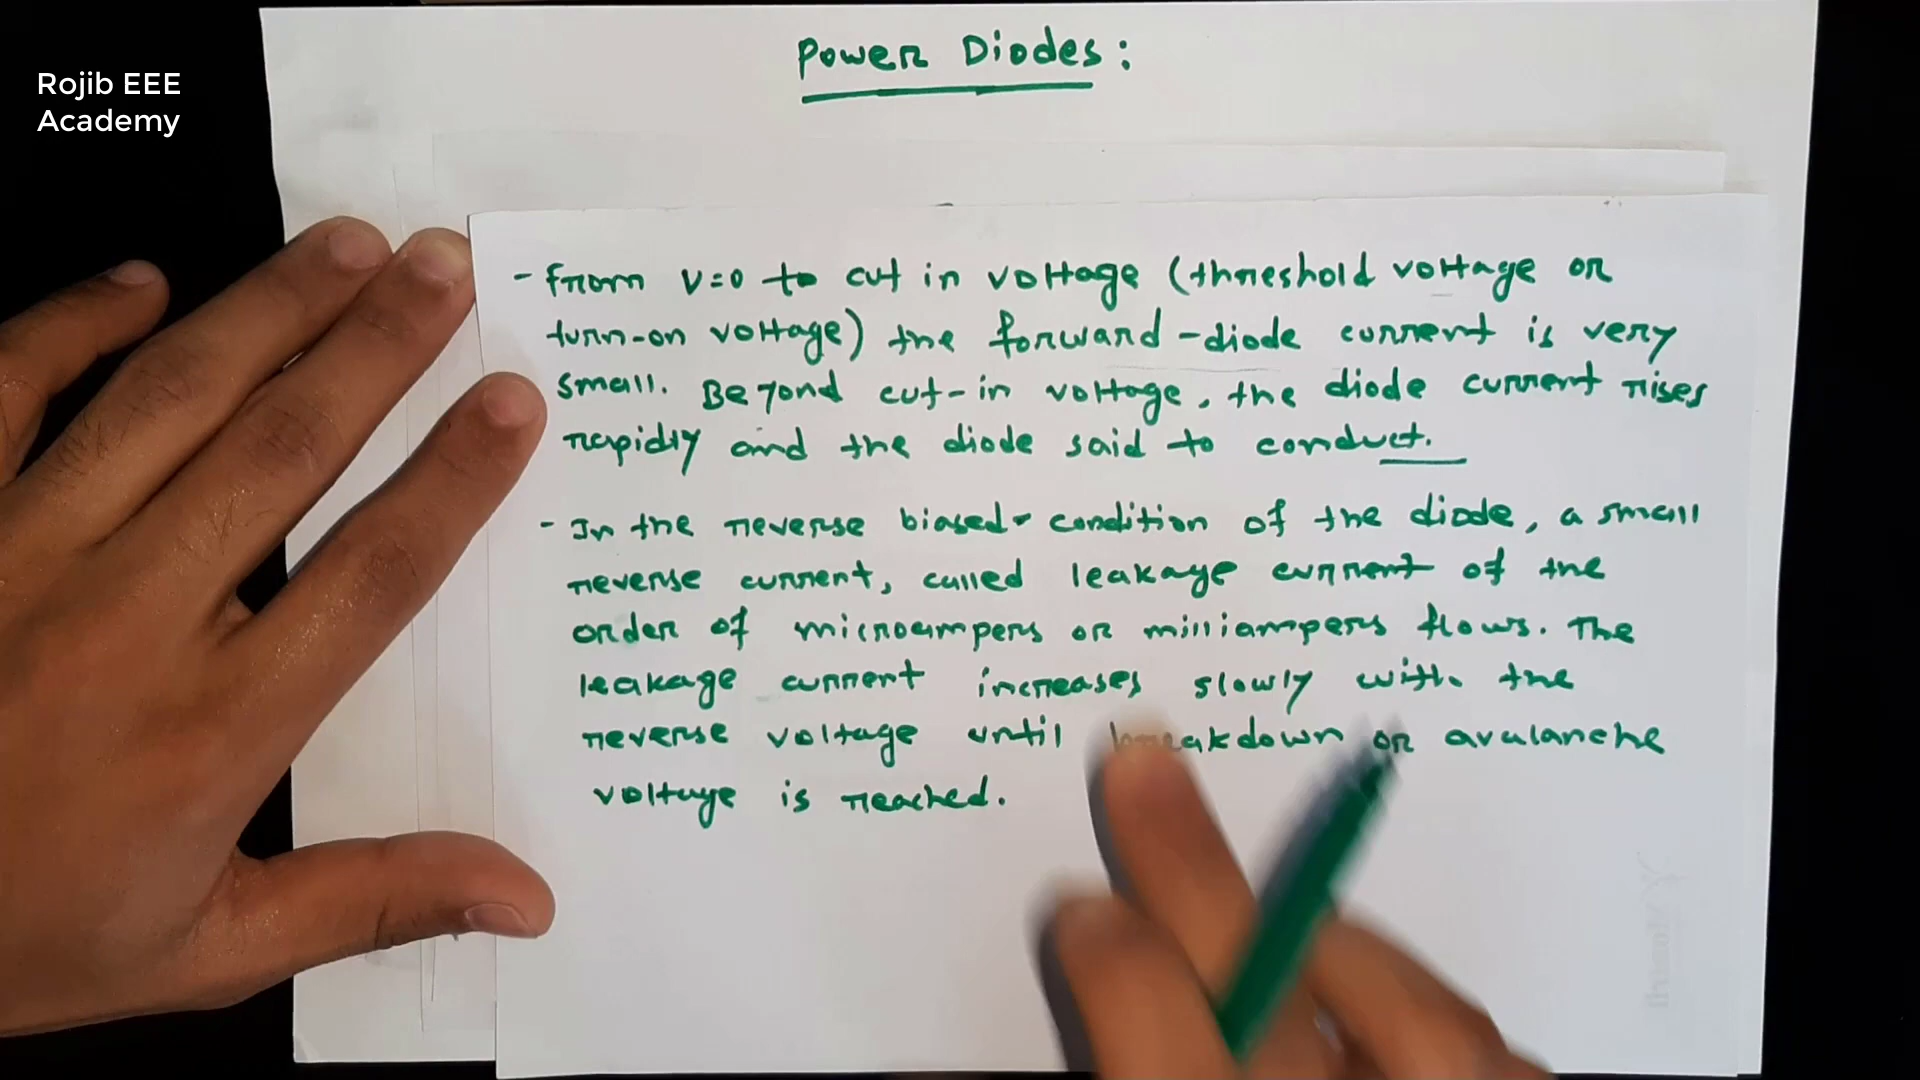 Rojib EEE
Academy
Power Diodes:
- From V=0 to cut in voltage (threshold voltage or
turn-on voltage) the forward-diode current is very
small. Beyond cut-in voltage, the diode current rises
rapidly and the diode said to conduct.
- In the reverse biased condition of the diode, a small
reverse current, called leakage current of the
order of microampers or milliampers flows. The
leakage current increases slowly with the
reverse voltage until breakdown or avalanche
voltage is reached.